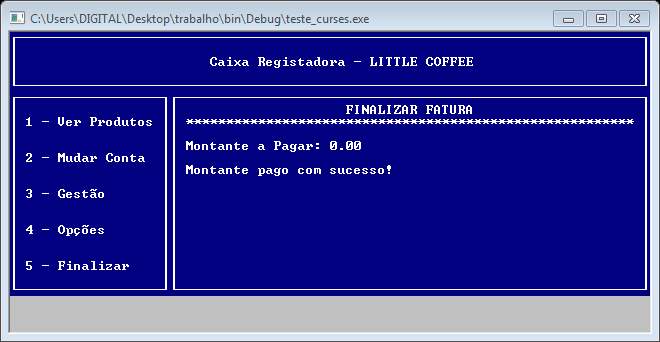 C:\Users\DIGITAL\Desktop\trabalho\bin\Debug\teste_curses.exe
Caixa Registadora - LITTLE COFFEE
1 - Ver Produtos
2 - Mudar Conta
3 - Gestão
4 - Opções
5 - Finalizar
FINALIZAR FATURA
********************************************************
Montante a Pagar: 0.00
Montante pago com sucesso!